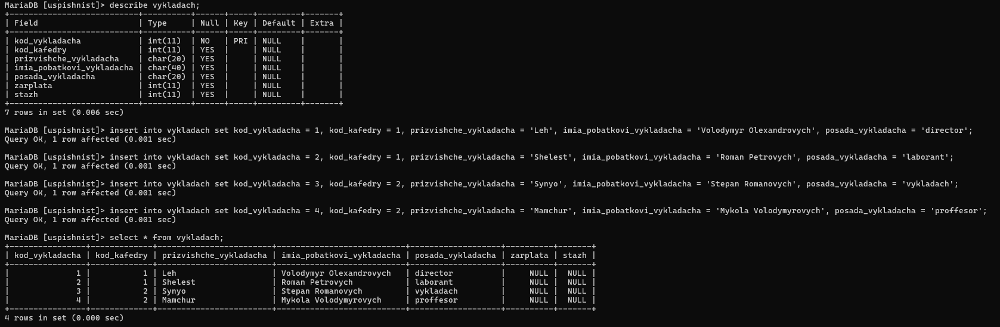 MariaDB [uspishnist]> describe vykladach;
+---------------------------+----------+------+-----+---------+-------+
| Field                     | Type     | Null | Key | Default | Extra |
+---------------------------+----------+------+-----+---------+-------+
| kod_vykladacha            | int(11)  | NO   | PRI | NULL    |       |
| kod_kafedry               | int(11)  | YES  |     | NULL    |       |
| prizvishche_vykladacha    | char(20) | YES  |     | NULL    |       |
| imia_pobatkovi_vykladacha | char(40) | YES  |     | NULL    |       |
| posada_vykladacha         | char(20) | YES  |     | NULL    |       |
| zarplata                  | int(11)  | YES  |     | NULL    |       |
| stazh                     | int(11)  | YES  |     | NULL    |       |
+---------------------------+----------+------+-----+---------+-------+
7 rows in set (0.006 sec)

MariaDB [uspishnist]> insert into vykladach set kod_vykladacha = 1, kod_kafedry = 1, prizvishche_vykladacha = 'Leh', imia_pobatkovi_vykladacha = 'Volodymyr Olexandrovych', posada_vykladacha = 'director';
Query OK, 1 row affected (0.001 sec)

MariaDB [uspishnist]> insert into vykladach set kod_vykladacha = 2, kod_kafedry = 1, prizvishche_vykladacha = 'Shelest', imia_pobatkovi_vykladacha = 'Roman Petrovych', posada_vykladacha = 'laborant';
Query OK, 1 row affected (0.001 sec)

MariaDB [uspishnist]> insert into vykladach set kod_vykladacha = 3, kod_kafedry = 2, prizvishche_vykladacha = 'Synyo', imia_pobatkovi_vykladacha = 'Stepan Romanovych', posada_vykladacha = 'vykladach';
Query OK, 1 row affected (0.001 sec)

MariaDB [uspishnist]> insert into vykladach set kod_vykladacha = 4, kod_kafedry = 2, prizvishche_vykladacha = 'Mamchur', imia_pobatkovi_vykladacha = 'Mykola Volodymyrovych', posada_vykladacha = 'proffesor';
Query OK, 1 row affected (0.001 sec)

MariaDB [uspishnist]> select * from vykladach;
+----------------+-------------+------------------------+---------------------------+-------------------+----------+-------+
| kod_vykladacha | kod_kafedry | prizvishche_vykladacha | imia_pobatkovi_vykladacha | posada_vykladacha | zarplata | stazh |
+----------------+-------------+------------------------+---------------------------+-------------------+----------+-------+
|              1 |           1 | Leh                    | Volodymyr Olexandrovych   | director          |     NULL |  NULL |
|              2 |           1 | Shelest                | Roman Petrovych           | laborant          |     NULL |  NULL |
|              3 |           2 | Synyo                  | Stepan Romanovych         | vykladach         |     NULL |  NULL |
|              4 |           2 | Mamchur                | Mykola Volodymyrovych     | proffesor         |     NULL |  NULL |
+----------------+-------------+------------------------+---------------------------+-------------------+----------+-------+
4 rows in set (0.000 sec)